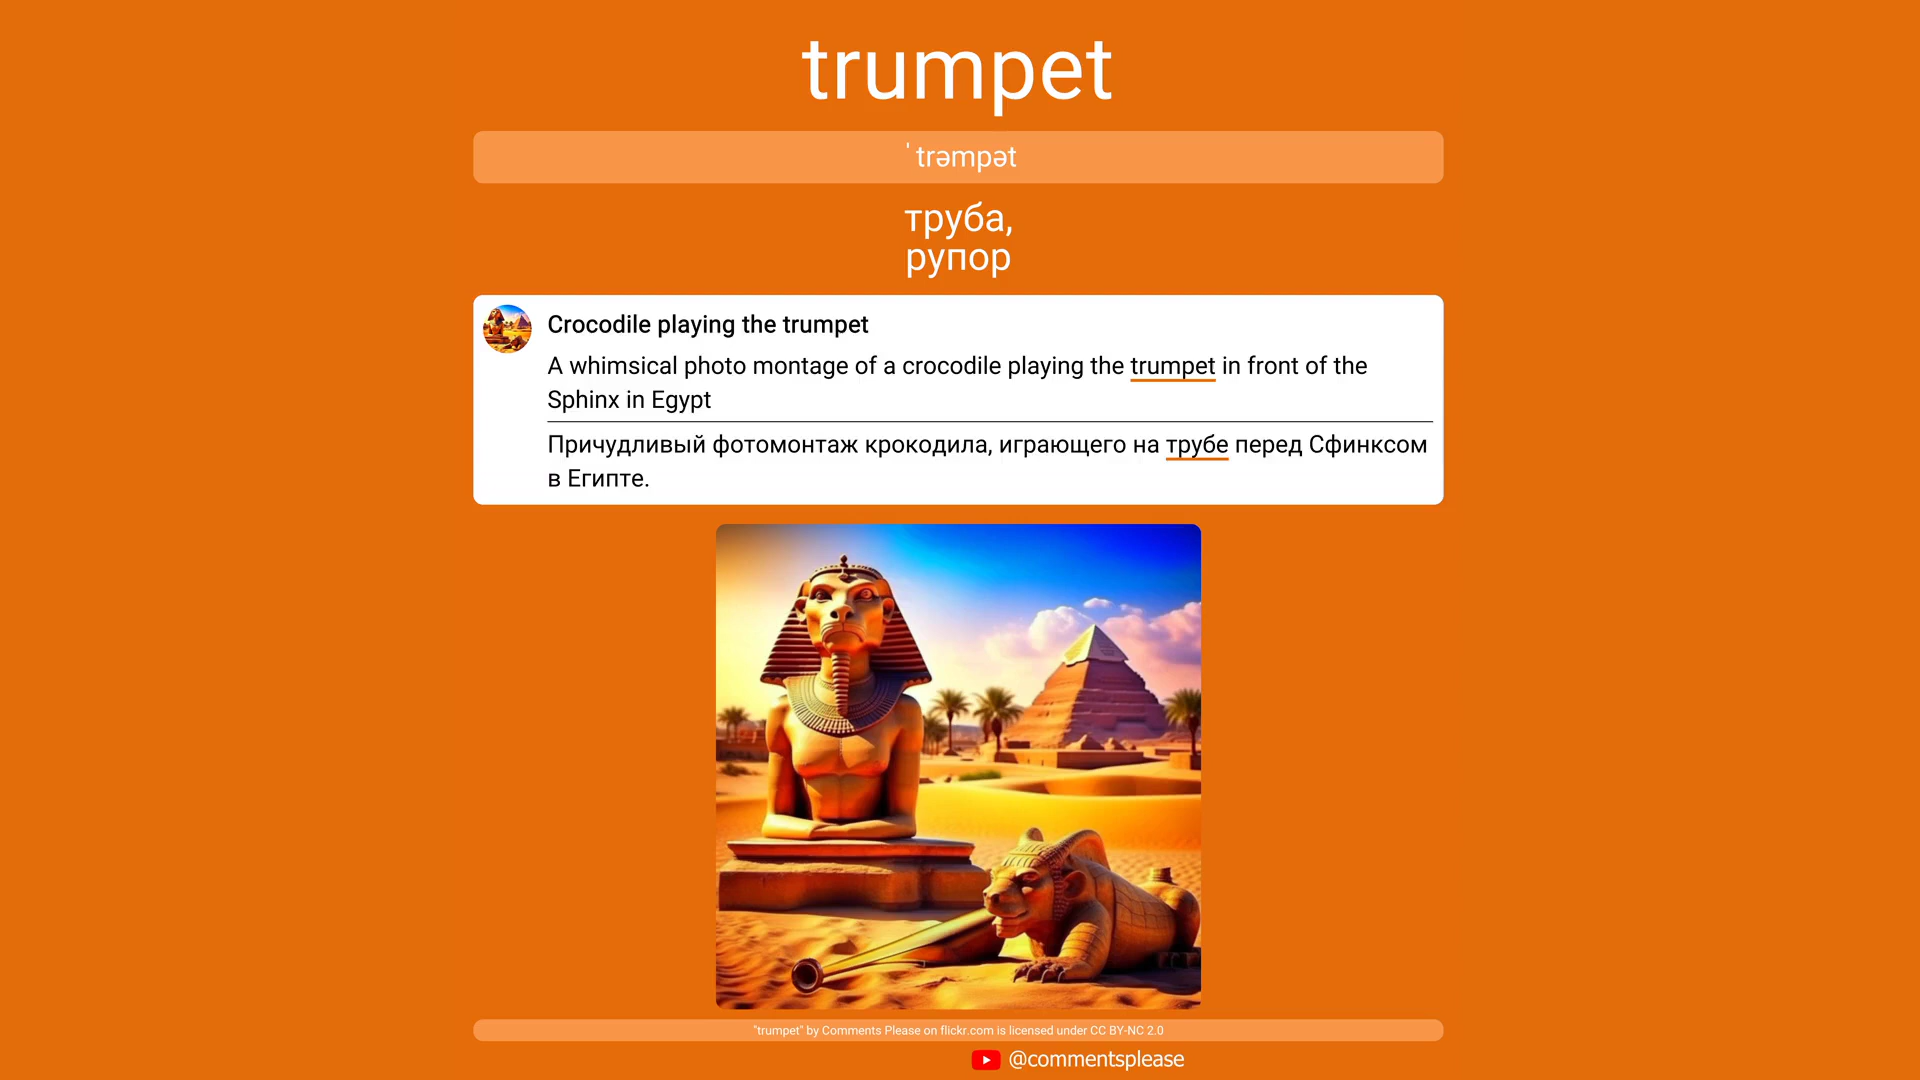 trumpet
ˈtrəmpət
труба,
рупор
Crocodile playing the trumpet
A whimsical photo montage of a crocodile playing the trumpet in front of the
Sphinx in Egypt
Причудливый фотомонтаж крокодила, играющего на трубе перед Сфинксом
в Египте.
"trumpet" by Comments Please on flickr.com is licensed under CC BY-NC 2.0
@commentsplease